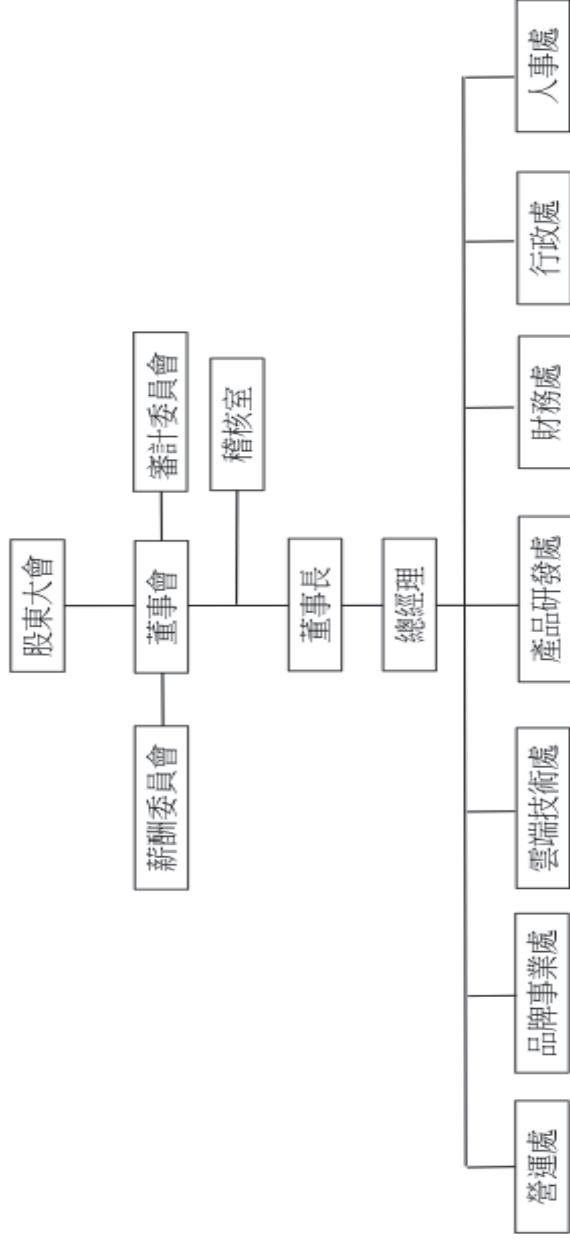 股東大會
薪酬委員會
董事會
審計委員會
稽核室
董事長
總經理
營運處
品牌事業處
雲端技術處
產品研發處
財務處
行政處
人事處